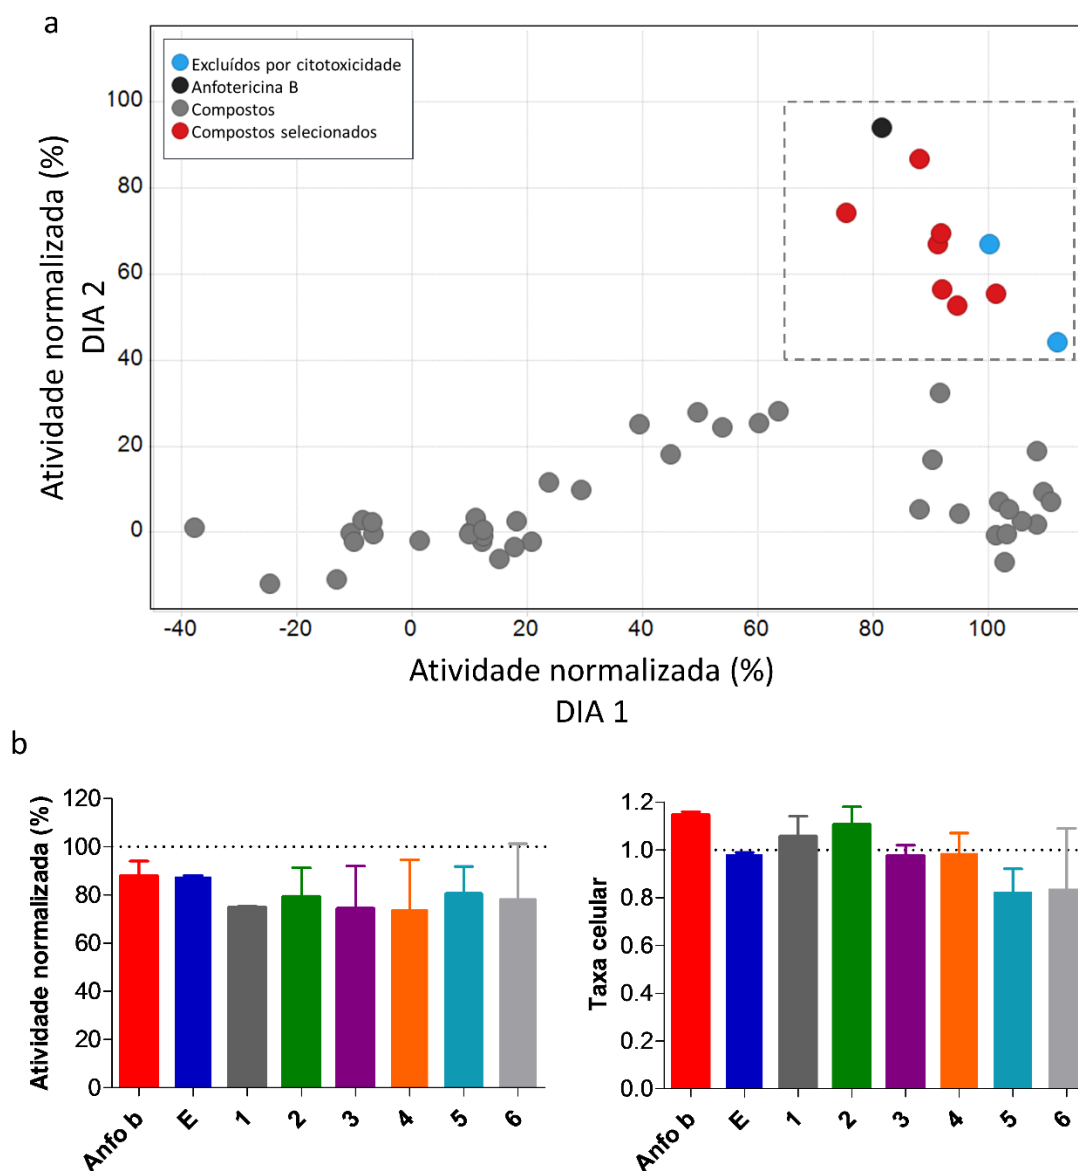 a
Excluídos por citotoxicidade
Anfotericina B
Compostos
Compostos selecionados
Atividade normalizada (%)
DIA 2
100
80
60
40
20
0
-40 -20 0 20 40 60 80 100
Atividade normalizada (%)
DIA 1
b
Atividade normalizada (%)
120
100
80
60
40
20
0
Anfo b E 1 2 3 4 5 6
Taxa celular
1.2
1.0
0.8
0.6
0.4
0.2
0.0
Anfo b E 1 2 3 4 5 6